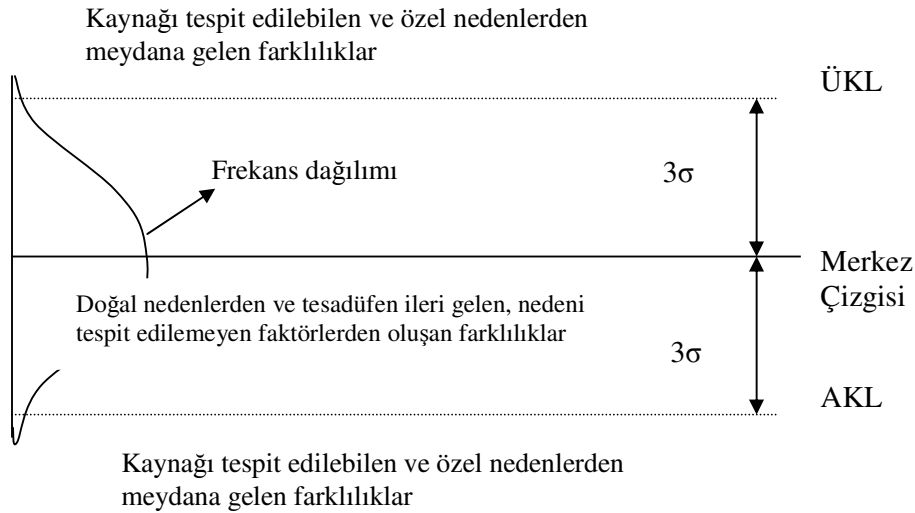 Kaynağı tespit edilebilen ve özel nedenlerden
meydana gelen farklılıklar
ÜKL
Frekans dağılımı
3σ
Merkez
Çizgisi
Doğal nedenlerden ve tesadüfen ileri gelen, nedeni
tespit edilemeyen faktörlerden oluşan farklılıklar
3σ
AKL
Kaynağı tespit edilebilen ve özel nedenlerden
meydana gelen farklılıklar